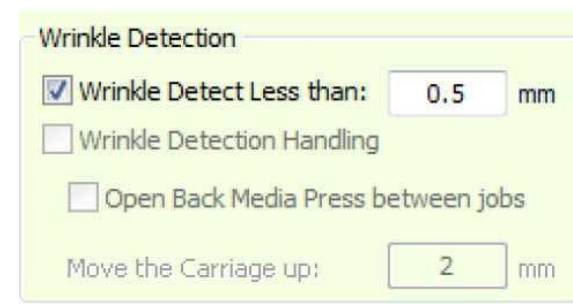 Wrinkle Detection
Wrinkle Detect Less than: 0.5 mm
Wrinkle Detection Handling
Open Back Media Press between jobs
Move the Carriage up: 2 mm